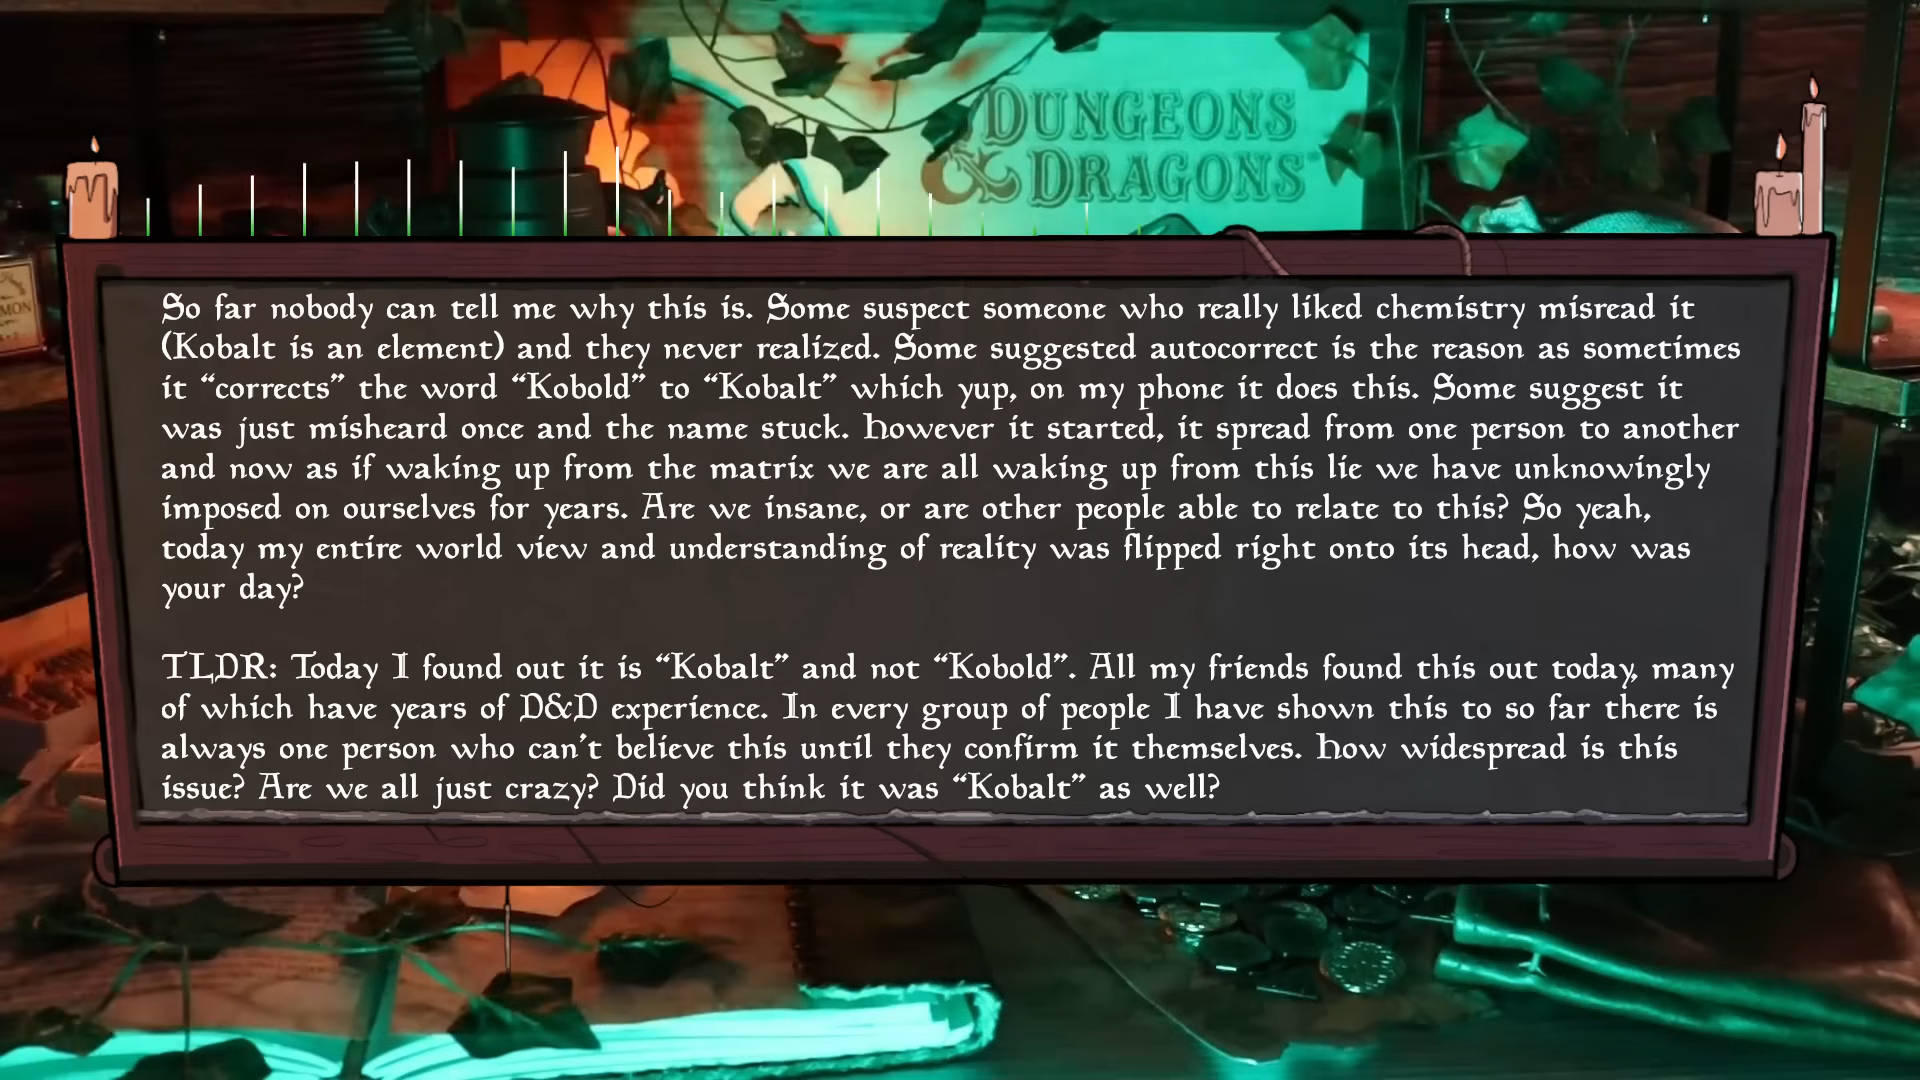 DUNGEONS
& DRAGONS
MON
So far nobody can tell me why this is. Some suspect someone who really liked chemistry misread it
(Kobalt is an element) and they never realized. Some suggested autocorrect is the reason as sometimes
it “corrects” the word “Kobold” to “Kobalt” which yup, on my phone it does this. Some suggest it
was just misheard once and the name stuck. However it started, it spread from one person to another
and now as if waking up from the matrix we are all waking up from this lie we have unknowingly
imposed on ourselves for years. Are we insane, or are other people able to relate to this? So yeah,
today my entire world view and understanding of reality was flipped right onto its head, how was
your day?
TLDR: Today I found out it is “Kobalt” and not “Kobold”. All my friends found this out today, many
of which have years of D&D experience. In every group of people I have shown this to so far there is
always one person who can't believe this until they confirm it themselves. How widespread is this
issue? Are we all just crazy? Did you think it was “Kobalt” as well?